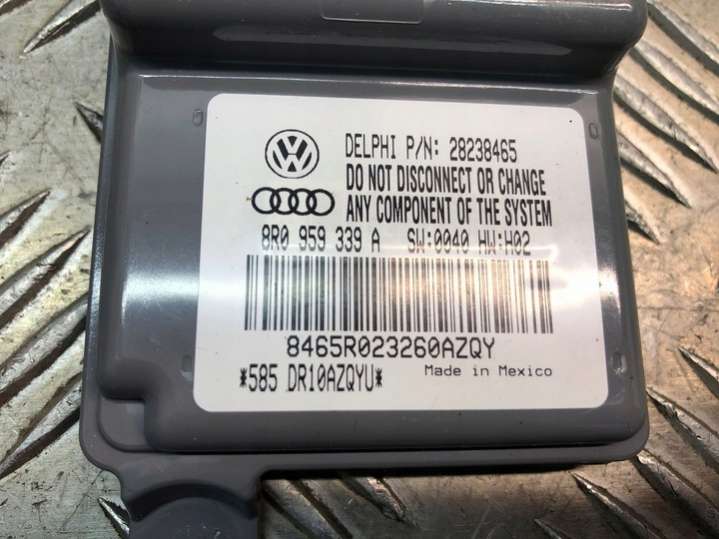 DELPHI P/N: 28238465
DO NOT DISCONNECT OR CHANGE
ANY COMPONENT OF THE SYSTEM
8R0 959 339 A SW:0040 HW:H02
8465R023260AZQY
*585 DR10AZQYU* Made in Mexico